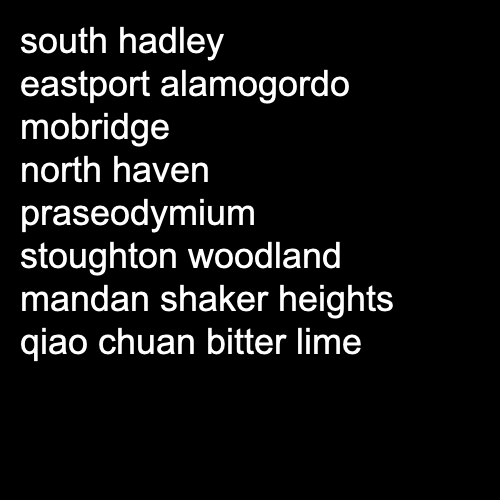 south hadley
eastport alamogordo
mobridge
north haven
praseodymium
stoughton woodland
mandan shaker heights
qiao chuan bitter lime